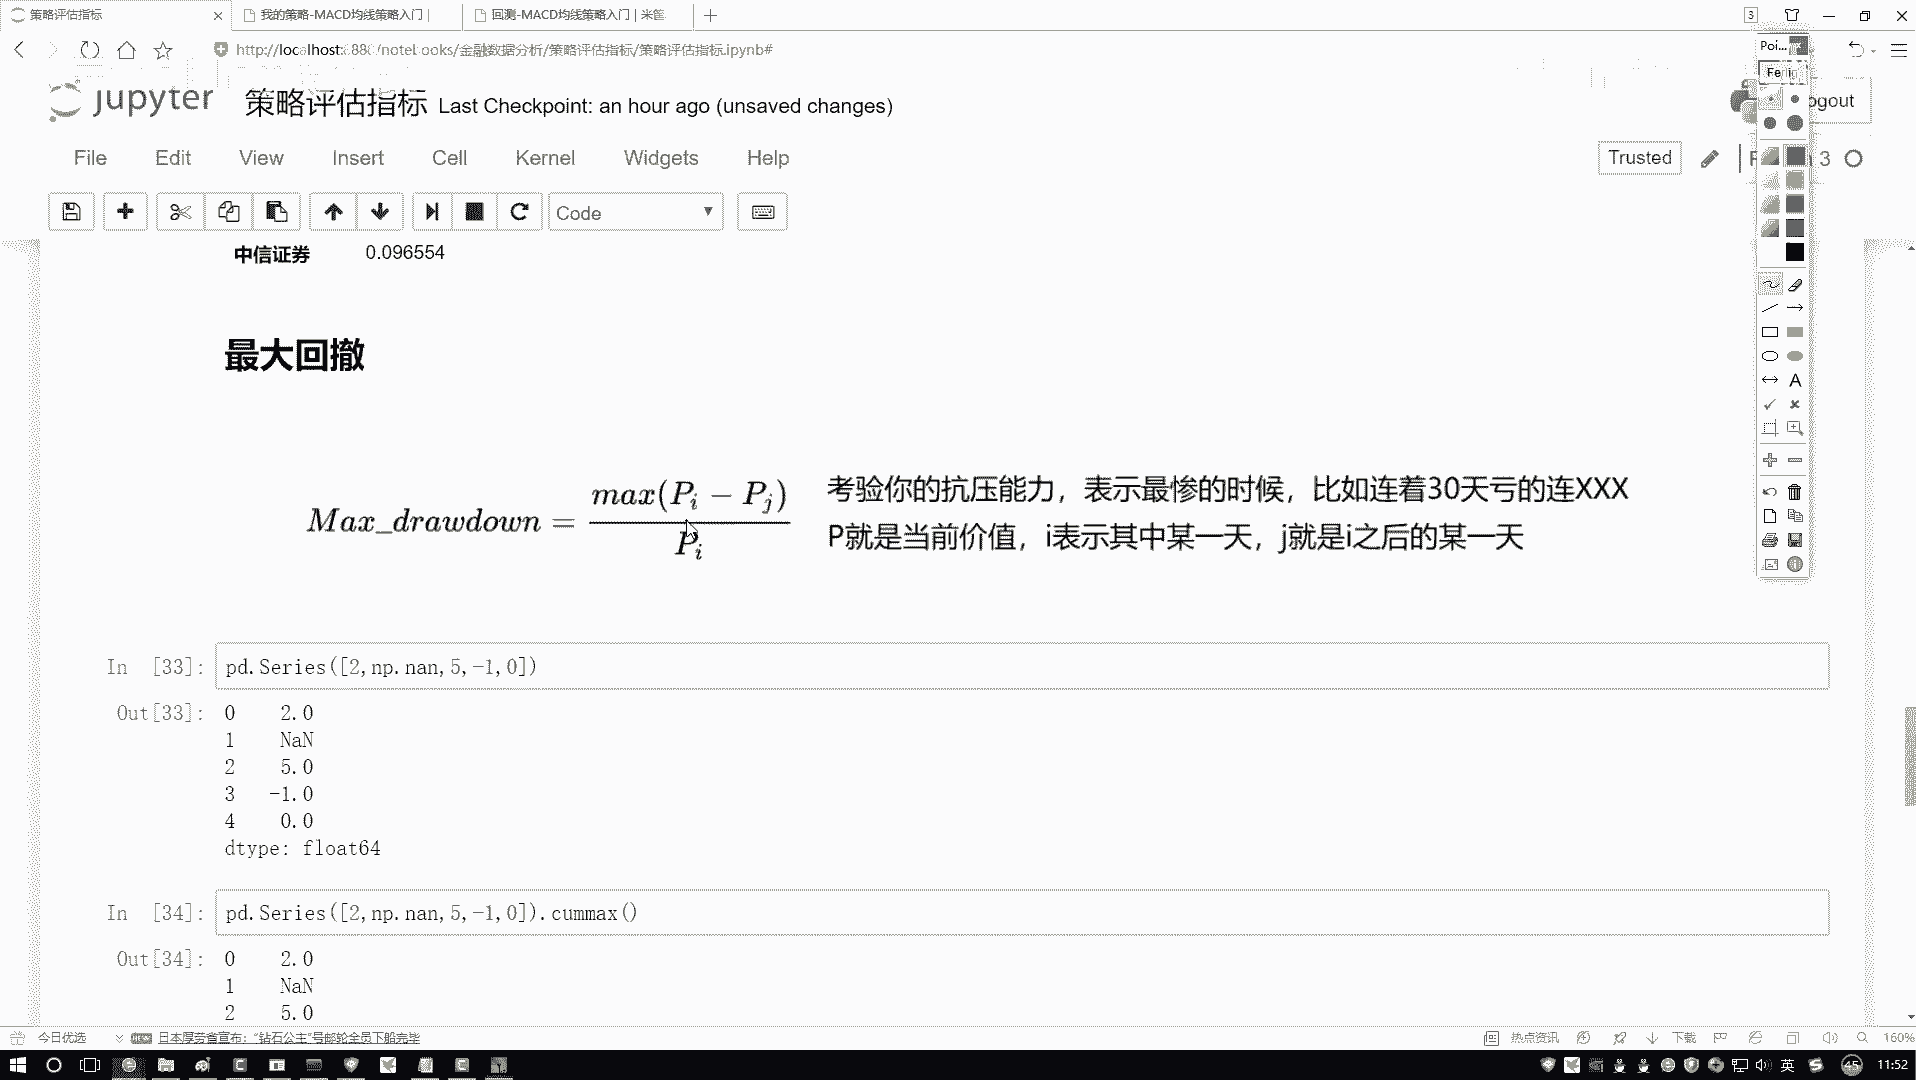 策略评估指标
我的策略-MACD均线策略入门 |
回测-MACD均线策略入门 | 米筐
3
http://localhost:888/notebooks/金融数据分析/策略评估指标/策略评估指标.ipynb#
Poi...
jupyter 策略评估指标 Last Checkpoint: an hour ago (unsaved changes)
ogout
File Edit View Insert Cell Kernel Widgets Help
Trusted
3
Code
中信证券 0.096554
最大回撤
Max_drawdown = max(P_i − P_j) / P_i
考验你的抗压能力，表示最惨的时候，比如连着30天亏的连XXX
P就是当前价值，i表示其中某一天，j就是i之后的某一天
In [33]: pd.Series([2,np.nan,5,-1,0])
Out[33]: 0 2.0
1 NaN
2 5.0
3 -1.0
4 0.0
dtype: float64
In [34]: pd.Series([2,np.nan,5,-1,0]).cummax()
Out[34]: 0 2.0
1 NaN
2 5.0
今日优选
日本厚劳省宣布：“钻石公主”号邮轮全员下船完毕
热点资讯
下载
160%
英
45
11:52